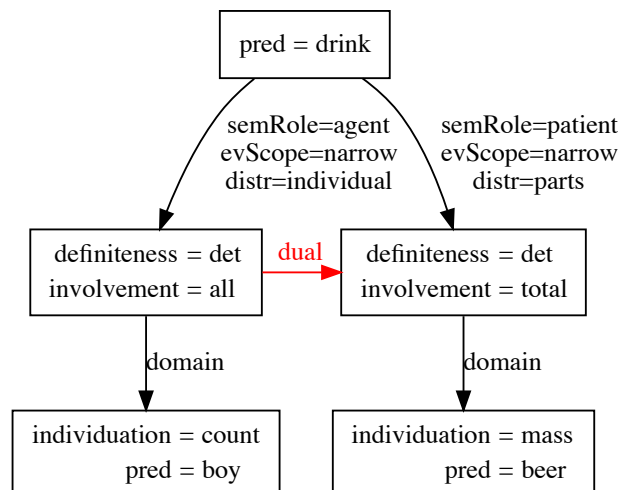 pred = drink
semRole=agent
evScope=narrow
distr=individual
semRole=patient
evScope=narrow
distr=parts
definiteness = det
involvement = all
dual
definiteness = det
involvement = total
domain
domain
individuation = count
pred = boy
individuation = mass
pred = beer